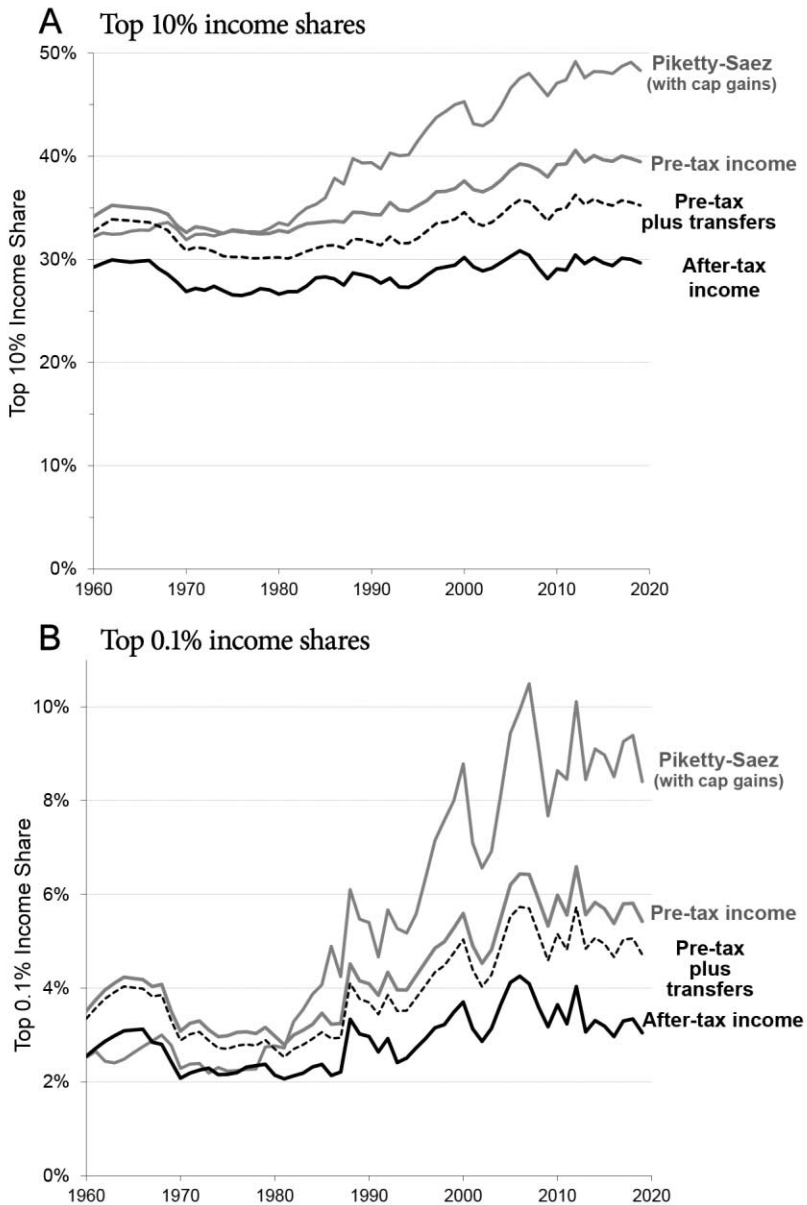 A Top 10% income shares
50%
40%
30%
20%
10%
0%
Top 10% Income Share
Piketty-Saez
(with cap gains)
Pre-tax income
Pre-tax
plus transfers
After-tax
income
1960 1970 1980 1990 2000 2010 2020
B Top 0.1% income shares
10%
8%
6%
4%
2%
0%
Top 0.1% Income Share
Piketty-Saez
(with cap gains)
Pre-tax income
Pre-tax
plus
transfers
After-tax income
1960 1970 1980 1990 2000 2010 2020